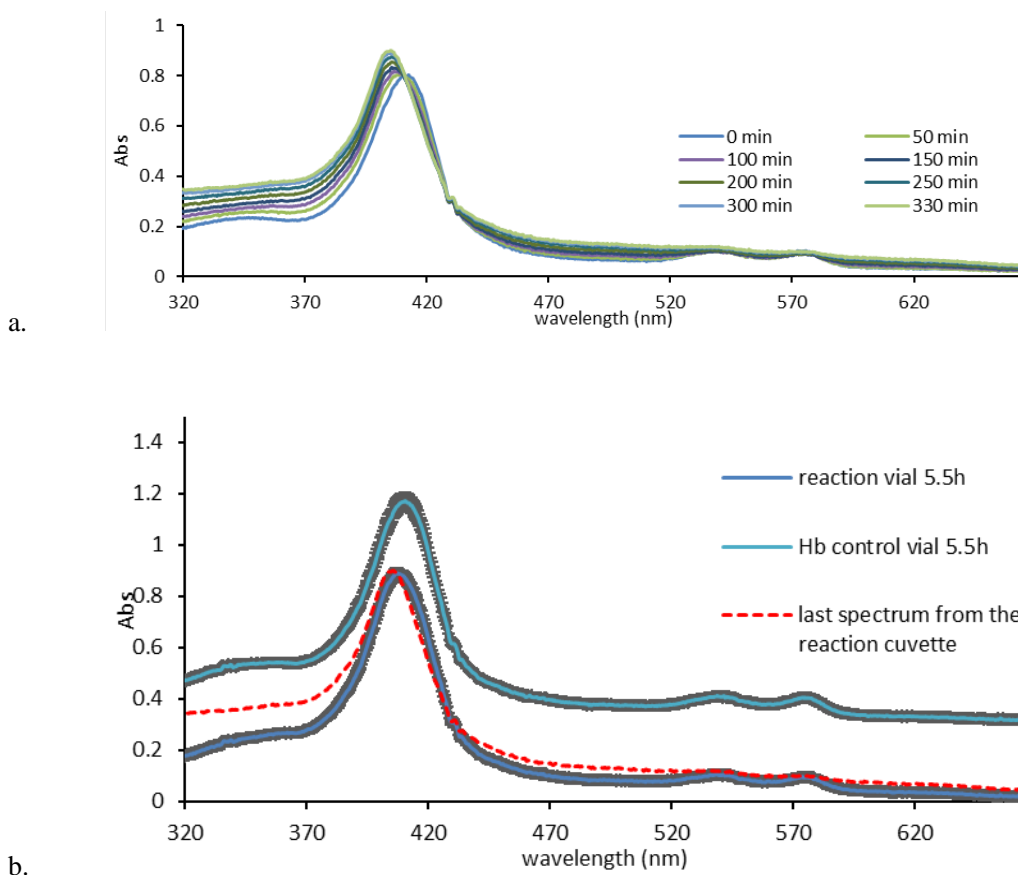 1
0.8
0.6
0.4
0.2
0
Abs
0 min
50 min
100 min
150 min
200 min
250 min
300 min
330 min
320 370 420 470 520 570 620
wavelength (nm)
a.
1.4
1.2
1
0.8
0.6
0.4
0.2
0
Abs
reaction vial 5.5h
Hb control vial 5.5h
last spectrum from the
reaction cuvette
320 370 420 470 520 570 620
wavelength (nm)
b.